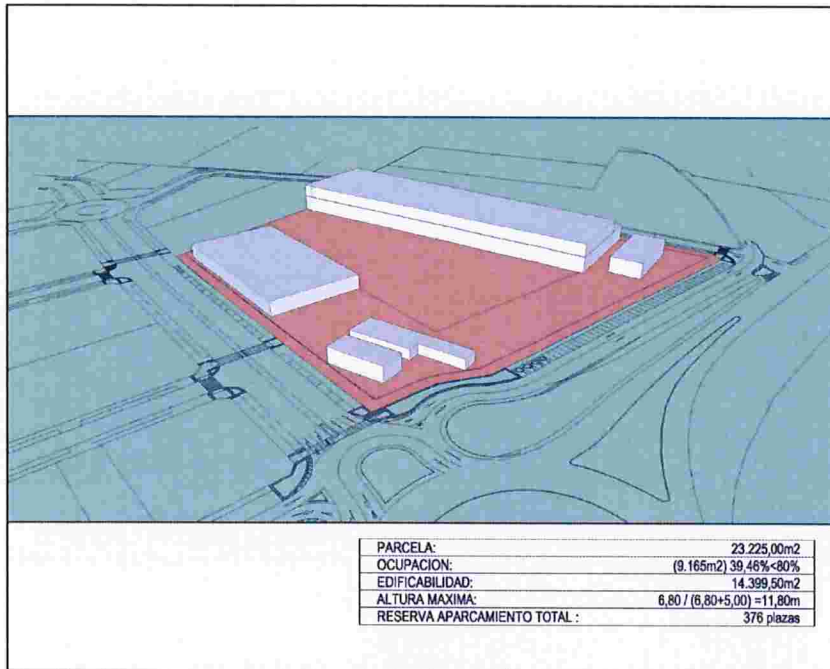 PARCELA: 23.225,00m2
OCUPACION: (9.165m2) 39,46%<80%
EDIFICABILIDAD: 14.399,50m2
ALTURA MAXIMA: 6,80 / (6,80+5,00) =11,80m
RESERVA APARCAMIENTO TOTAL : 376 plazas